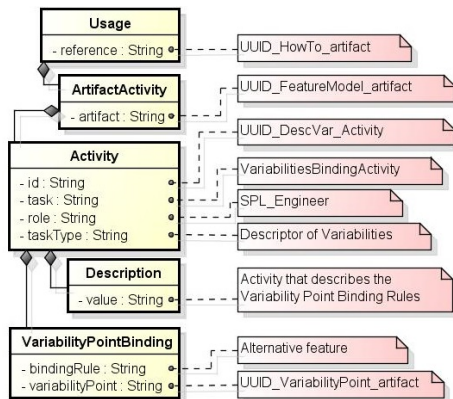 Usage
- reference : String
UUID_HowTo_artifact
ArtifactActivity
- artifact : String
UUID_FeatureModel_artifact
Activity
- id : String
- task : String
- role : String
- taskType : String
UUID_DescVar_Activity
VariabilitiesBindingActivity
SPL_Engineer
Descriptor of Variabilities
Description
- value : String
Activity that describes the
Variability Point Binding Rules
VariabilityPointBinding
- bindingRule : String
- variabilityPoint : String
Alternative feature
UUID_VariabilityPoint_artifact